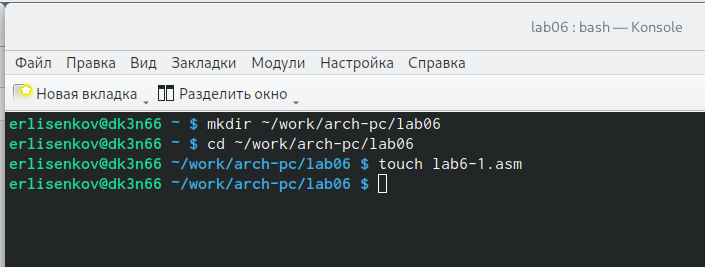 lab06 : bash — Konsole
Файл Правка Вид Закладки Модули Настройка Справка
Новая вкладка Разделить окно
erlisenkov@dk3n66 ~ $ mkdir ~/work/arch-pc/lab06
erlisenkov@dk3n66 ~ $ cd ~/work/arch-pc/lab06
erlisenkov@dk3n66 ~/work/arch-pc/lab06 $ touch lab6-1.asm
erlisenkov@dk3n66 ~/work/arch-pc/lab06 $